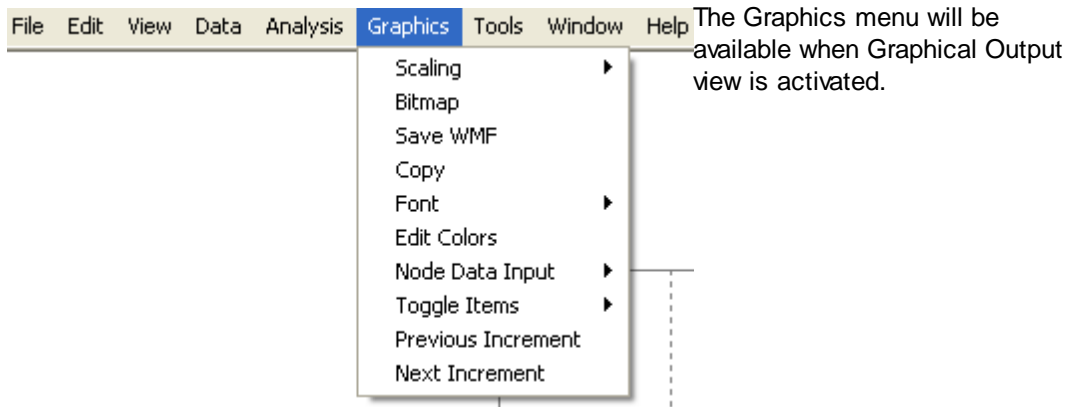 File Edit View Data Analysis Graphics Tools Window Help
The Graphics menu will be
available when Graphical Output
view is activated.
Scaling
Bitmap
Save WMF
Copy
Font
Edit Colors
Node Data Input
Toggle Items
Previous Increment
Next Increment